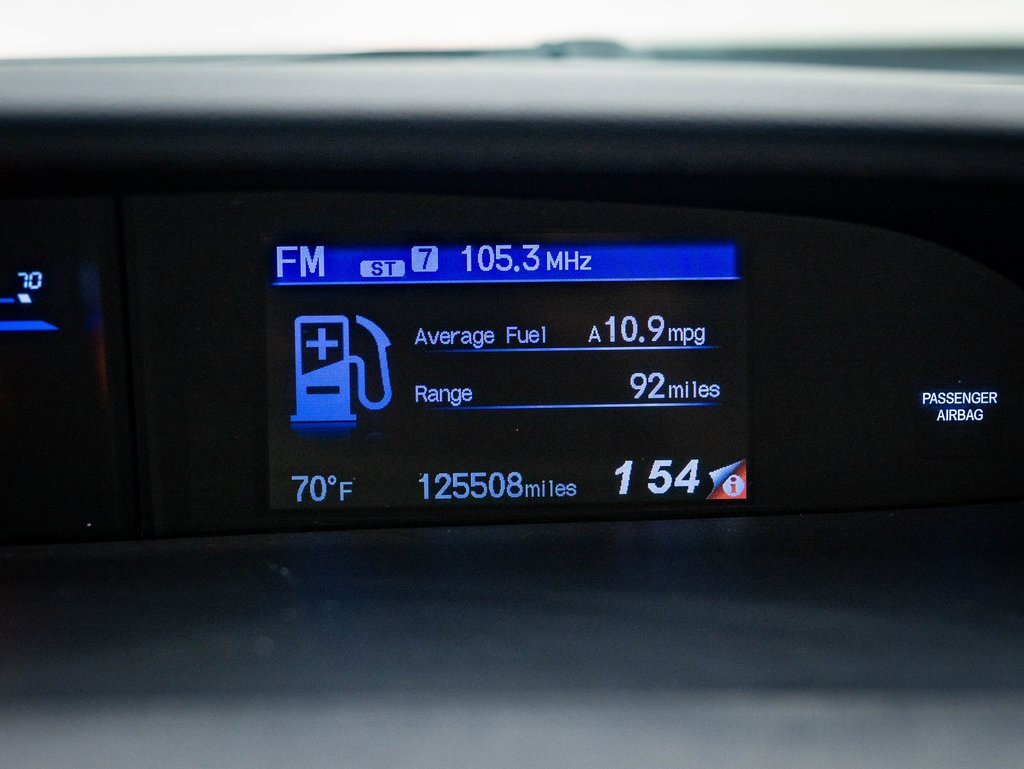 70
FM ST 7 105.3 MHz
Average Fuel A 10.9 mpg
Range 92 miles
PASSENGER
AIRBAG
70°F 125508 miles 1 54 i